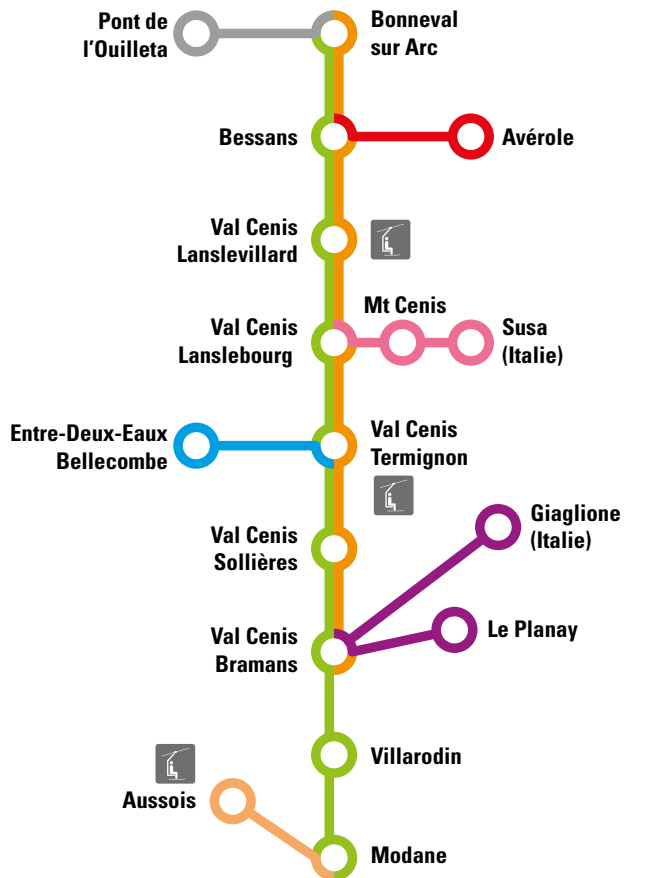 Pont de
l'Ouilleta
Bonneval
sur Arc
Bessans
Avérole
Val Cenis
Lanslevillard
Mt Cenis
Val Cenis
Lanslebourg
Susa
(Italie)
Entre-Deux-Eaux
Bellecombe
Val Cenis
Termignon
Giaglione
(Italie)
Val Cenis
Sollières
Le Planay
Val Cenis
Bramans
Villarodin
Aussois
Modane